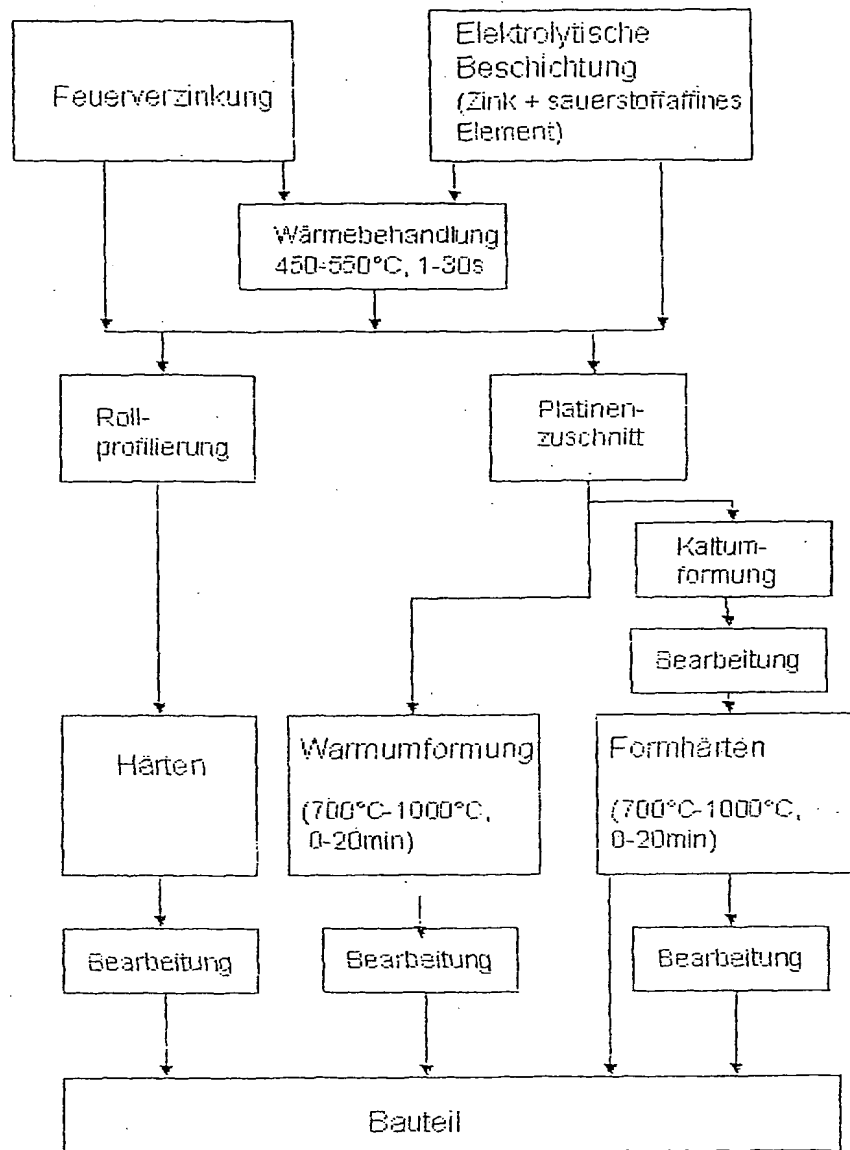 Feuerverzinkung
Elektrolytische
Beschichtung
(Zink + sauerstoffaffines
Element)
Wärmebehandlung
450-550°C, 1-30s
Roll-
profilierung
Platinen-
zuschnitt
Kaltum-
formung
Bearbeitung
Härten
Warmumformung
(700°C-1000°C,
0-20min)
Formhärten
(700°C-1000°C,
0-20min)
Bearbeitung
Bearbeitung
Bearbeitung
Bauteil